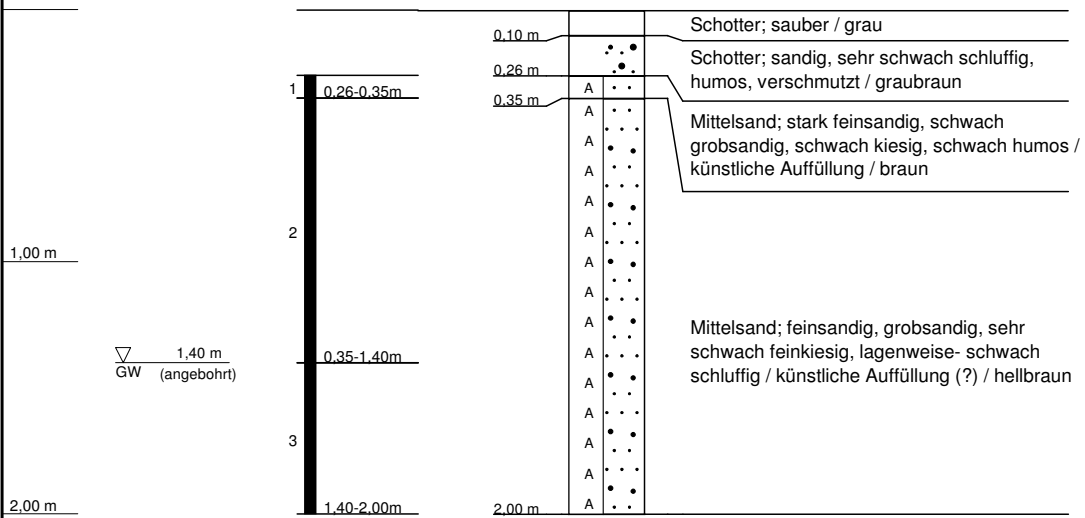 0,10 m
Schotter; sauber / grau
0,26 m
Schotter; sandig, sehr schwach schluffig,
humos, verschmutzt / graubraun
1
0,26-0,35m
A
0,35 m
A
Mittelsand; stark feinsandig, schwach
grobsandig, schwach kiesig, schwach humos /
künstliche Auffüllung / braun
A
A
A
2
A
1,00 m
A
A
A
Mittelsand; feinsandig, grobsandig, sehr
schwach feinkiesig, lagenweise- schwach
schluffig / künstliche Auffüllung (?) / hellbraun
1,40 m
GW (angebohrt)
0,35-1,40m
A
A
A
3
A
A
2,00 m
1,40-2,00m
2,00 m
A